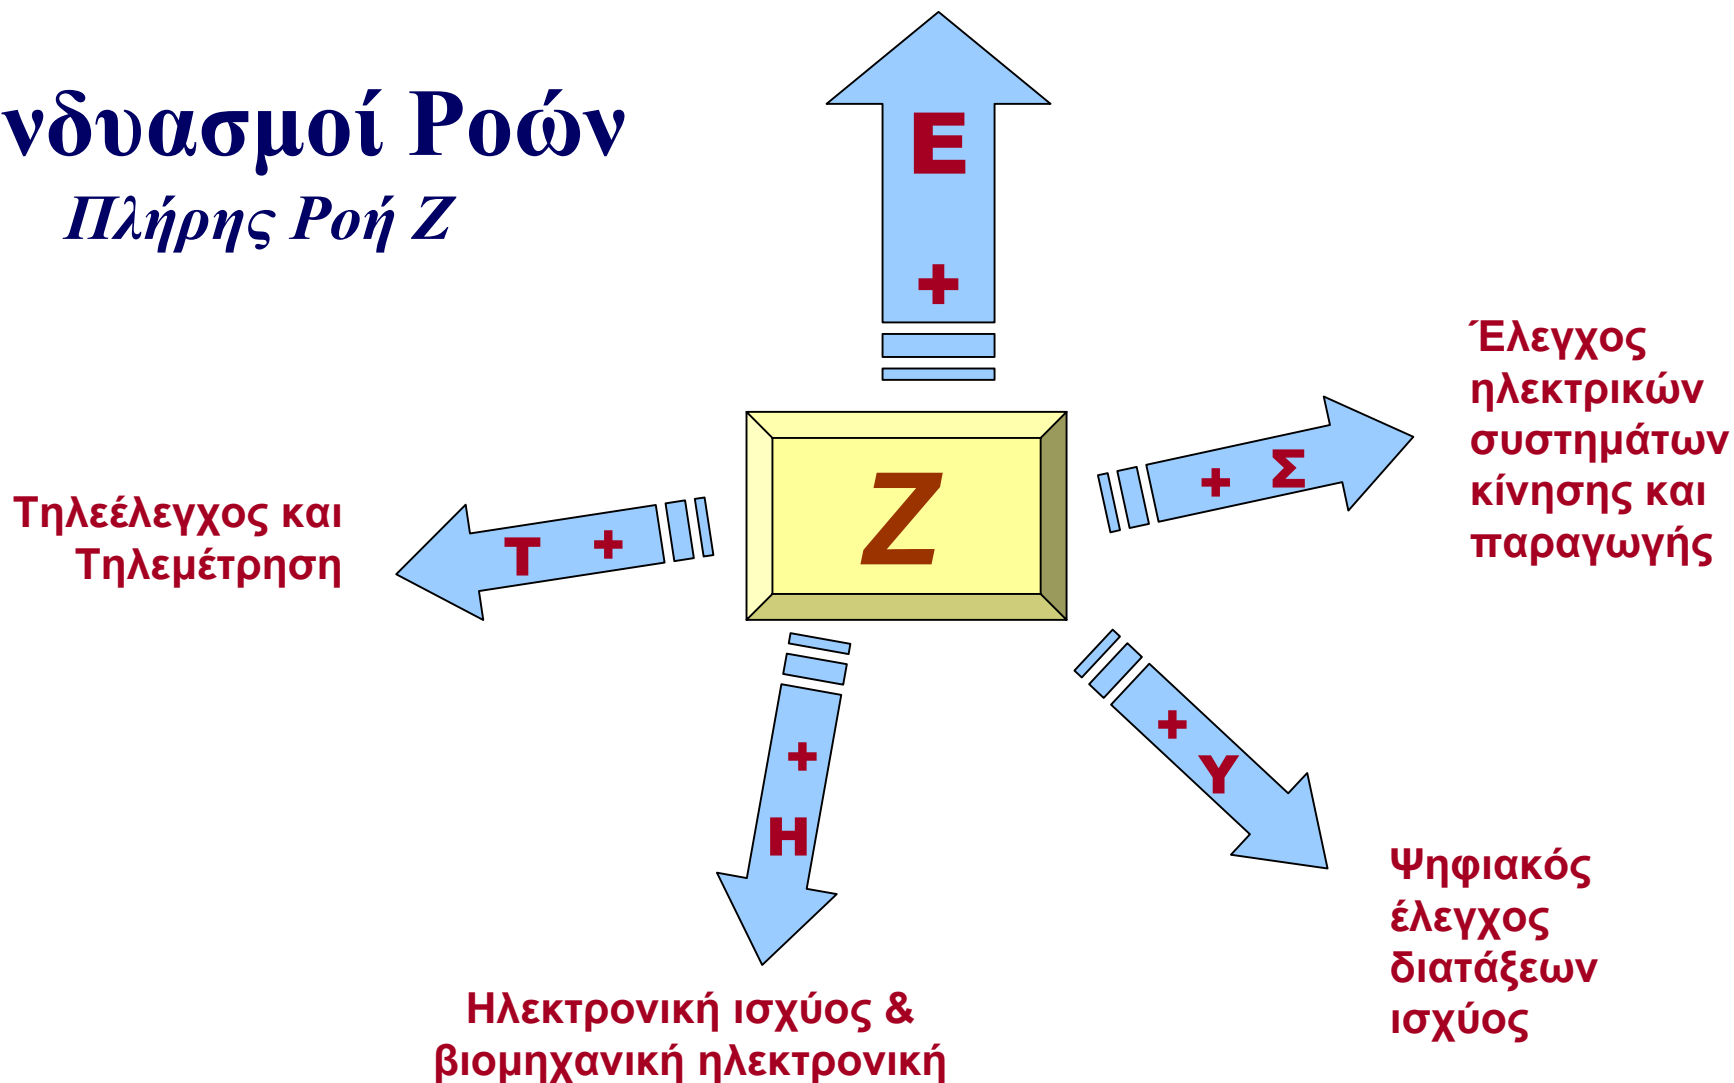 νδυασμοί Ροών
Πλήρης Ροή Ζ
Ε
+
Έλεγχος
ηλεκτρικών
συστημάτων
κίνησης και
παραγωγής
+ Σ
Ζ
Τηλεέλεγχος και
Τηλεμέτρηση
Τ +
+
Υ
+
Η
Ψηφιακός
έλεγχος
διατάξεων
ισχύος
Ηλεκτρονική ισχύος &
βιομηχανική ηλεκτρονική